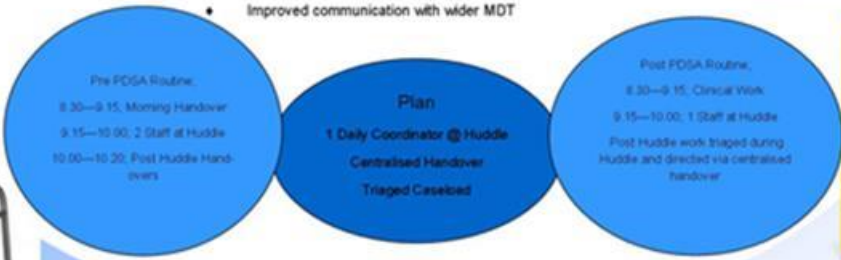 ♦ Improved communication with wider MDT
Pre PDSA Routine;
8.30—9.15; Morning Handover
9.15—10.00; 2 Staff at Huddle
10.00—10.20; Post Huddle Hand-
overs
Plan
1 Daily Coordinator @ Huddle
Centralised Handover
Triaged Caseload
Post PDSA Routine;
8.30—9.15; Clinical Work
9.15—10.00; 1 Staff at Huddle
Post Huddle work triaged during
Huddle and directed via centralised
handover